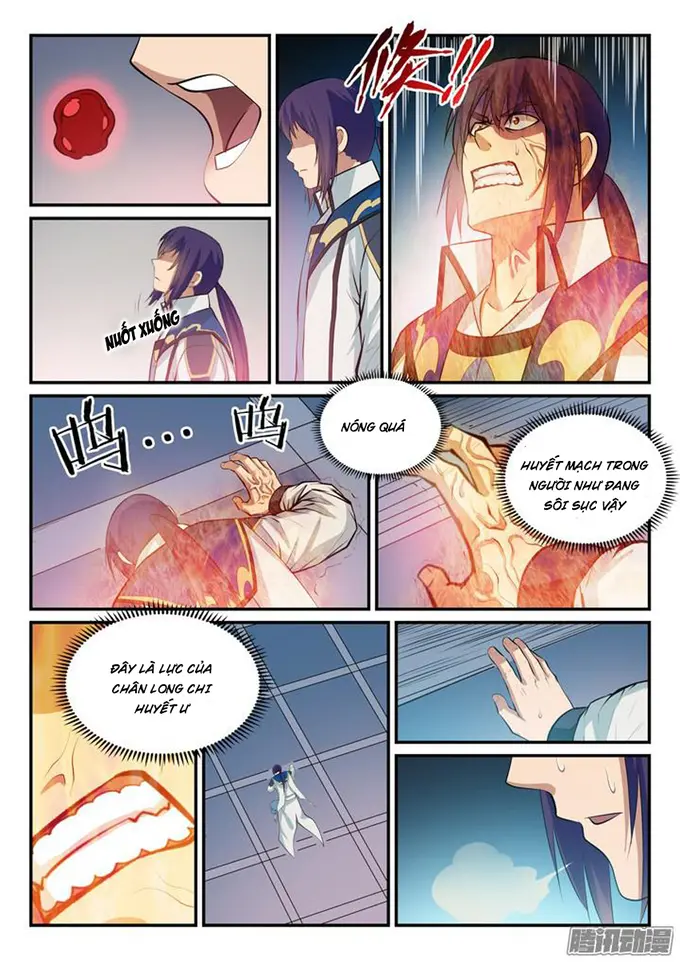 NUỐT XUỐNG
呜...呜
NÓNG QUÁ
HUYẾT MẠCH TRONG
NGƯỜI NHƯ ĐANG
SÔI SỤC VẬY
ĐÂY LÀ LỰC CỦA
CHÂN LONG CHI
HUYẾT Ư
腾讯动漫